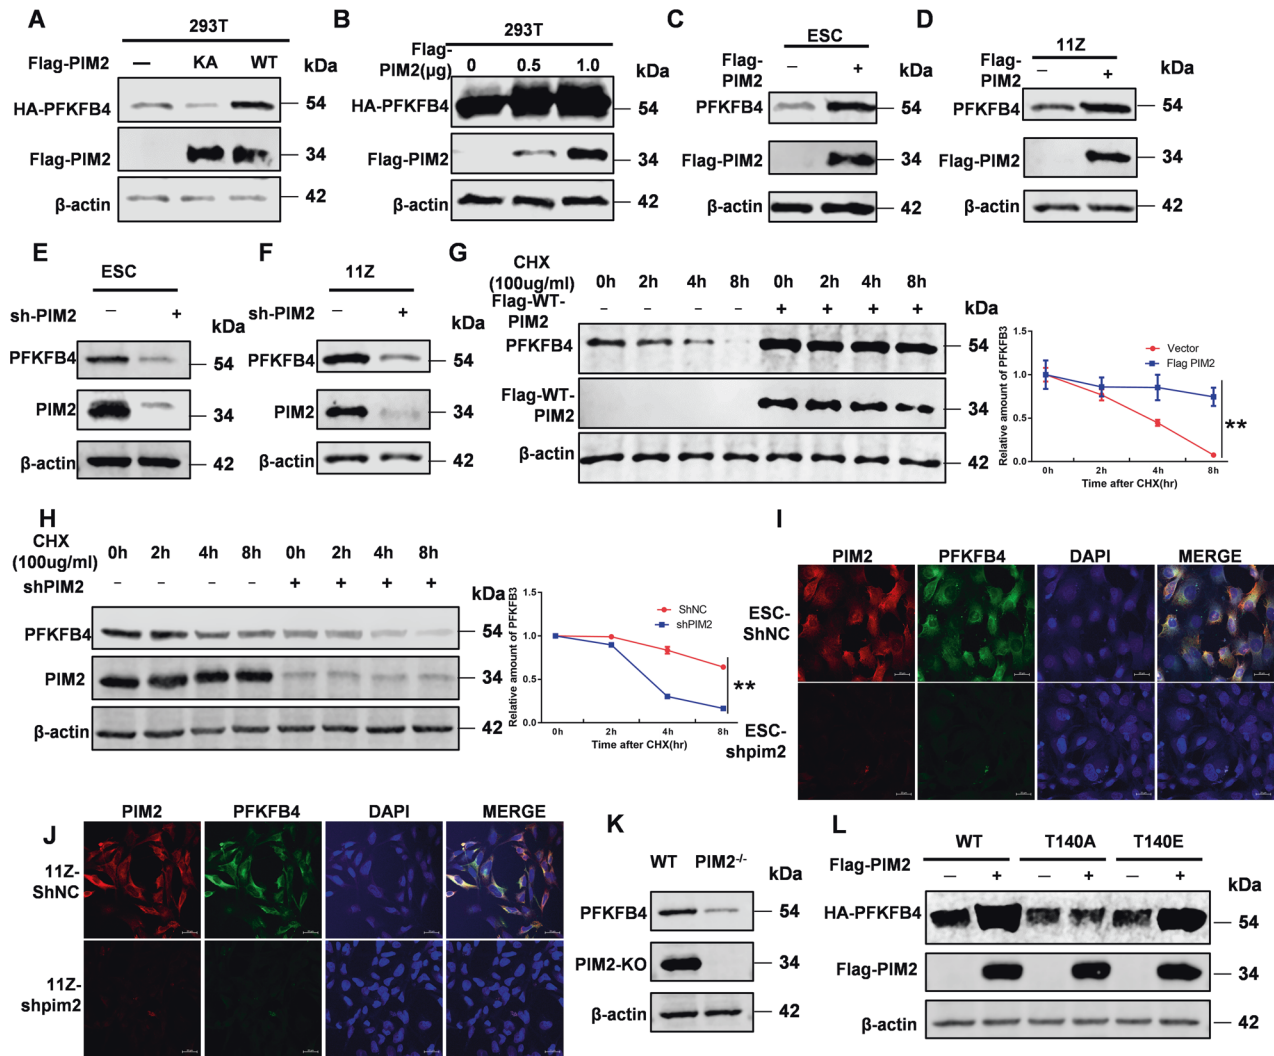 A
293T
Flag-PIM2 — KA WT
kDa
HA-PFKFB4 54
Flag-PIM2 34
β-actin 42
B
293T
Flag-
PIM2(μg) 0 0.5 1.0
kDa
HA-PFKFB4 54
Flag-PIM2 34
β-actin 42
C
ESC
Flag-
PIM2 – +
kDa
PFKFB4 54
Flag-PIM2 34
β-actin 42
D
11Z
Flag-
PIM2 – +
kDa
PFKFB4 54
Flag-PIM2 34
β-actin 42
E
ESC
sh-PIM2 – +
kDa
PFKFB4 54
PIM2 34
β-actin 42
F
11Z
sh-PIM2 – +
kDa
PFKFB4 54
PIM2 34
β-actin 42
G
CHX
(100ug/ml) 0h 2h 4h 8h 0h 2h 4h 8h
Flag-WT-
PIM2 – – – – + + + +
kDa
PFKFB4 54
Flag-WT-
PIM2 34
β-actin 42
Relative amount of PFKFB3
1.5
1.0
0.5
0.0
Vector
Flag PIM2
**
0h 2h 4h 8h
Time after CHX(hr)
H
CHX
(100ug/ml) 0h 2h 4h 8h 0h 2h 4h 8h
shPIM2 – – – – + + + +
kDa
PFKFB4 54
PIM2 34
β-actin 42
Relative amount of PFKFB3
1.5
1.0
0.5
0.0
ShNC
shPIM2
**
0h 2h 4h 8h
Time after CHX(hr)
I
PIM2 PFKFB4 DAPI MERGE
ESC-
ShNC
ESC-
shpim2
J
PIM2 PFKFB4 DAPI MERGE
11Z-
ShNC
11Z-
shpim2
K
WT PIM2-/-
kDa
PFKFB4 54
PIM2-KO 34
β-actin 42
L
WT T140A T140E
Flag-PIM2 – + – + – +
kDa
HA-PFKFB4 54
Flag-PIM2 34
β-actin 42